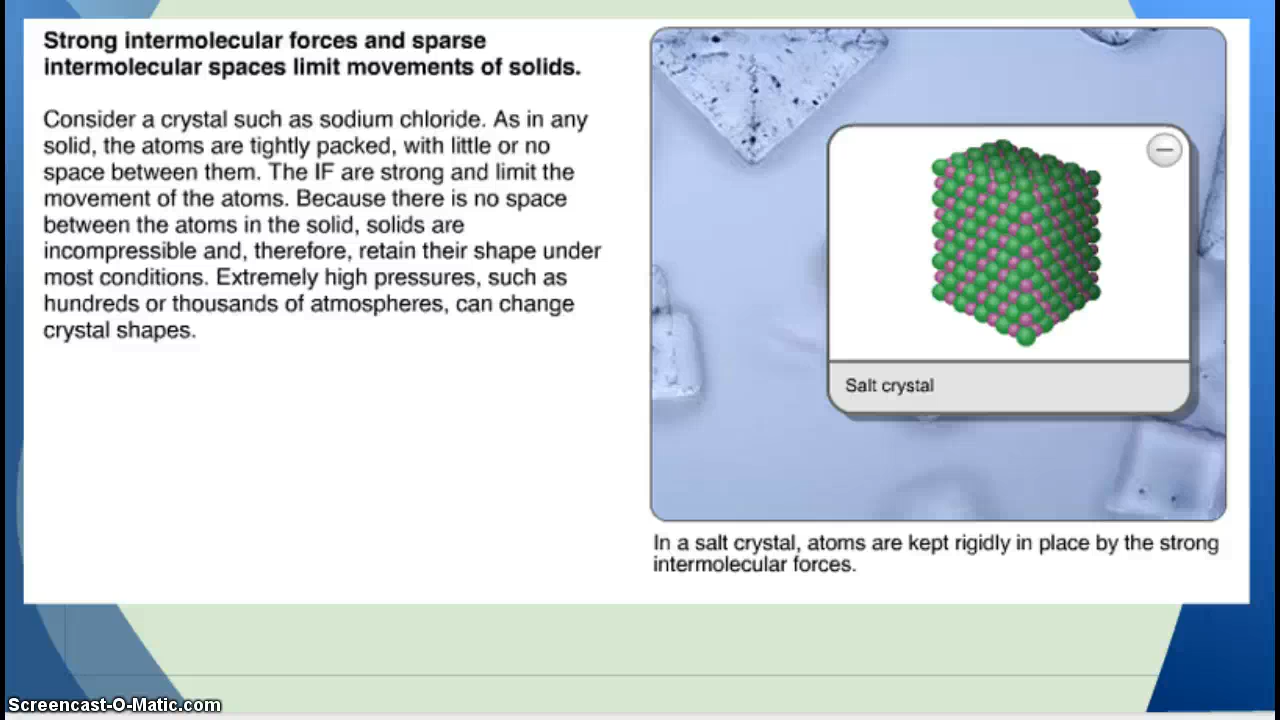 Strong intermolecular forces and sparse
intermolecular spaces limit movements of solids.
Consider a crystal such as sodium chloride. As in any
solid, the atoms are tightly packed, with little or no
space between them. The IF are strong and limit the
movement of the atoms. Because there is no space
between the atoms in the solid, solids are
incompressible and, therefore, retain their shape under
most conditions. Extremely high pressures, such as
hundreds or thousands of atmospheres, can change
crystal shapes.
Salt crystal
In a salt crystal, atoms are kept rigidly in place by the strong
intermolecular forces.
Screencast-O-Matic.com